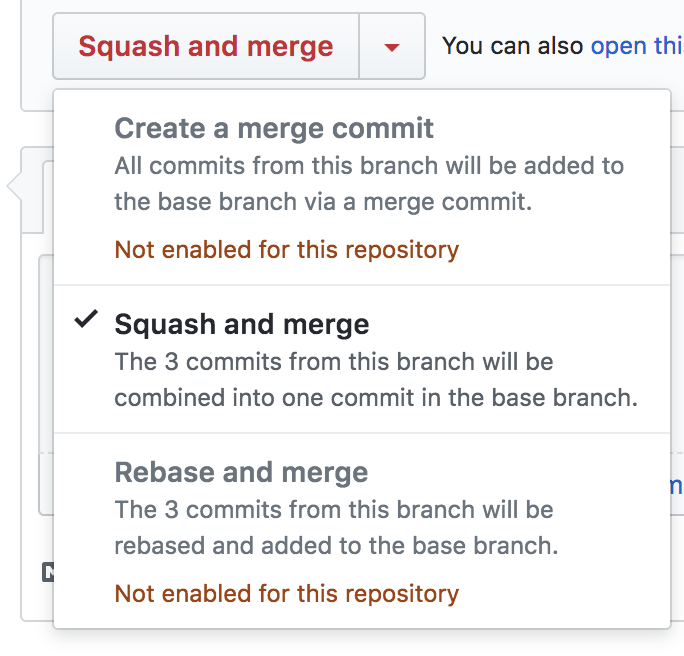 Squash and merge
You can also open thi
Create a merge commit
All commits from this branch will be added to
the base branch via a merge commit.
Not enabled for this repository
Squash and merge
The 3 commits from this branch will be
combined into one commit in the base branch.
Rebase and merge
The 3 commits from this branch will be
rebased and added to the base branch.
Not enabled for this repository